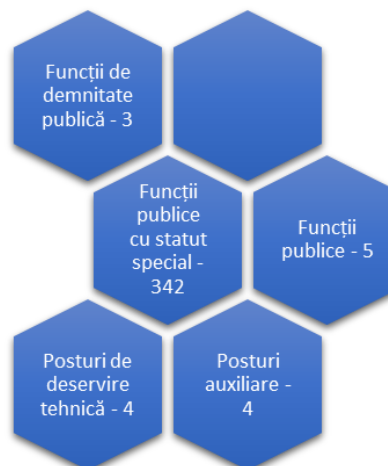 Funcții de
demnitate
publică - 3
Funcții
publice
cu statut
special -
342
Funcții
publice - 5
Posturi de
deservire
tehnică - 4
Posturi
auxiliare -
4